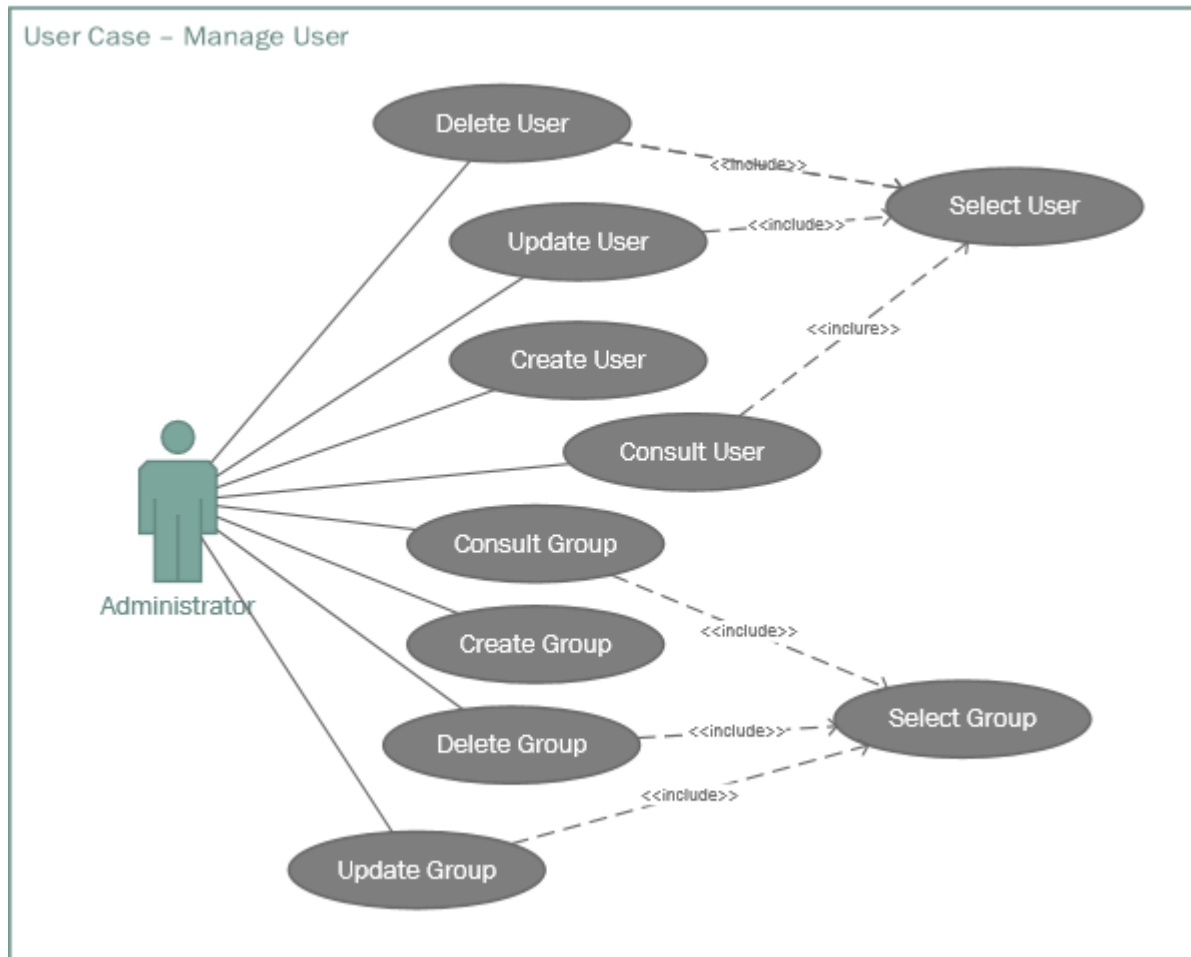 User Case – Manage User
Delete User
<<include>>
Select User
Update User
<<include>>
Create User
<<inclure>>
Consult User
Consult Group
Administrator
<<include>>
Create Group
Select Group
Delete Group
<<include>>
<<include>>
Update Group